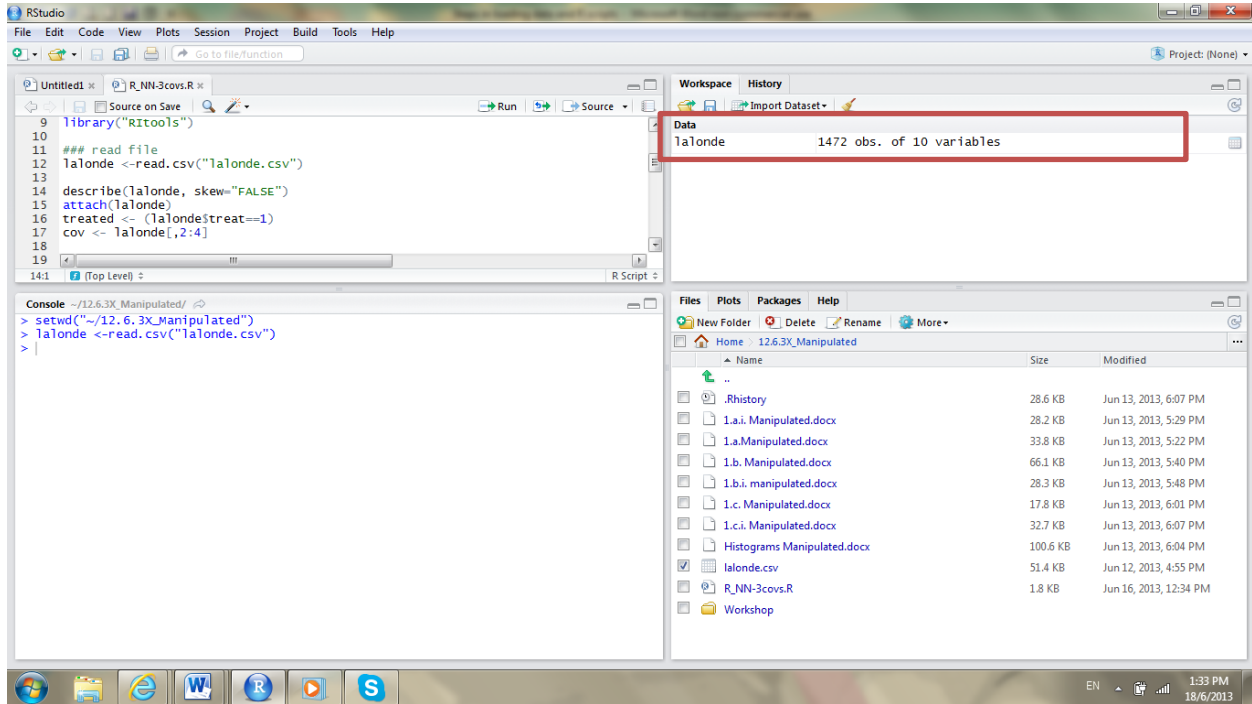 RStudio
File Edit Code View Plots Session Project Build Tools Help
Go to file/function
Project: (None)
Untitled1
R_NN-3covs.R
Source on Save
Run
Source
9 library("RItools")
10
11 ### read file
12 lalonde <-read.csv("lalonde.csv")
13
14 describe(lalonde, skew="FALSE")
15 attach(lalonde)
16 treated <- (lalonde$treat==1)
17 cov <- lalonde[,2:4]
18
19
14:1 (Top Level) R Script
Console ~/12.6.3X_Manipulated/
> setwd("~/12.6.3X_Manipulated")
> lalonde <-read.csv("lalonde.csv")
>
Workspace History
Import Dataset
Data
lalonde 1472 obs. of 10 variables
Files Plots Packages Help
New Folder Delete Rename More
Home 12.6.3X_Manipulated
Name Size Modified
..
.Rhistory 28.6 KB Jun 13, 2013, 6:07 PM
1.a.i. Manipulated.docx 28.2 KB Jun 13, 2013, 5:29 PM
1.a.Manipulated.docx 33.8 KB Jun 13, 2013, 5:22 PM
1.b. Manipulated.docx 66.1 KB Jun 13, 2013, 5:40 PM
1.b.i. manipulated.docx 28.3 KB Jun 13, 2013, 5:48 PM
1.c. Manipulated.docx 17.8 KB Jun 13, 2013, 6:01 PM
1.c.i. Manipulated.docx 32.7 KB Jun 13, 2013, 6:07 PM
Histograms Manipulated.docx 100.6 KB Jun 13, 2013, 6:04 PM
lalonde.csv 51.4 KB Jun 12, 2013, 4:55 PM
R_NN-3covs.R 1.8 KB Jun 16, 2013, 12:34 PM
Workshop
EN
1:33 PM
18/6/2013